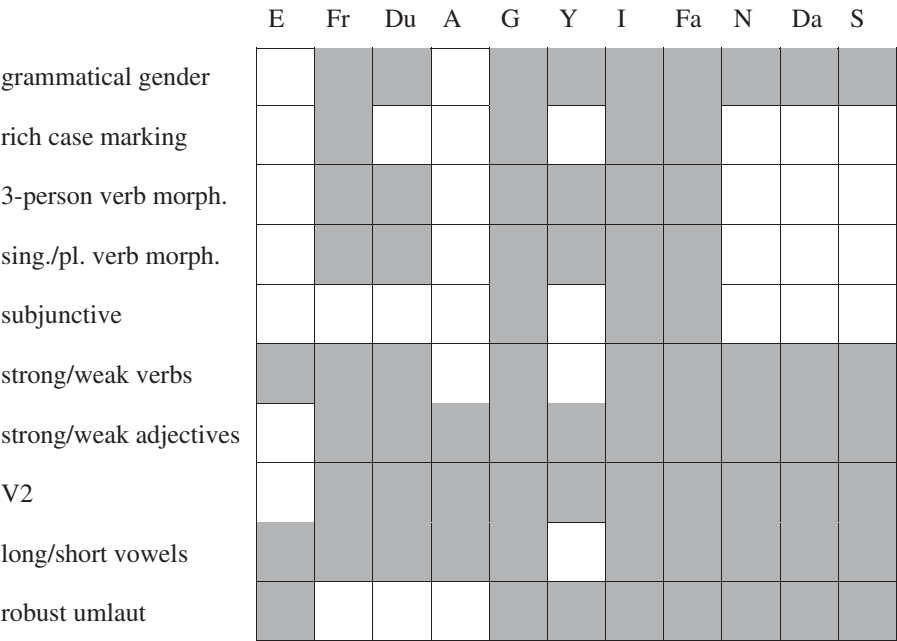 E Fr Du A G Y I Fa N Da S
grammatical gender
rich case marking
3-person verb morph.
sing./pl. verb morph.
subjunctive
strong/weak verbs
strong/weak adjectives
V2
long/short vowels
robust umlaut